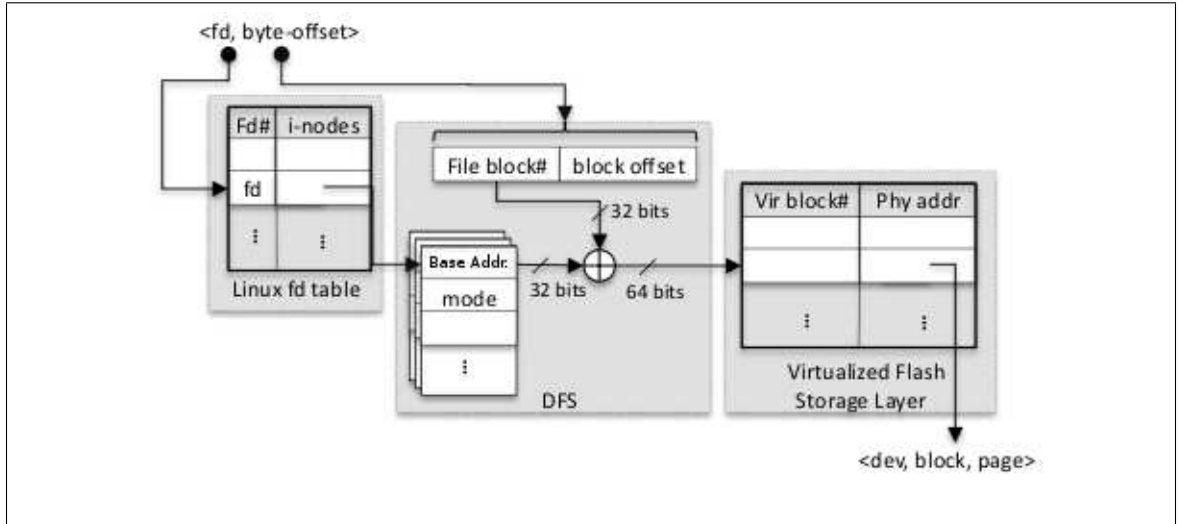 <fd, byte-offset>
Fd# i-nodes
fd
⋮ ⋮
Linux fd table
File block# block offset
32 bits
Base Addr.
mode
⋮
32 bits
64 bits
DFS
Vir block# Phy addr
⋮ ⋮
Virtualized Flash
Storage Layer
<dev, block, page>